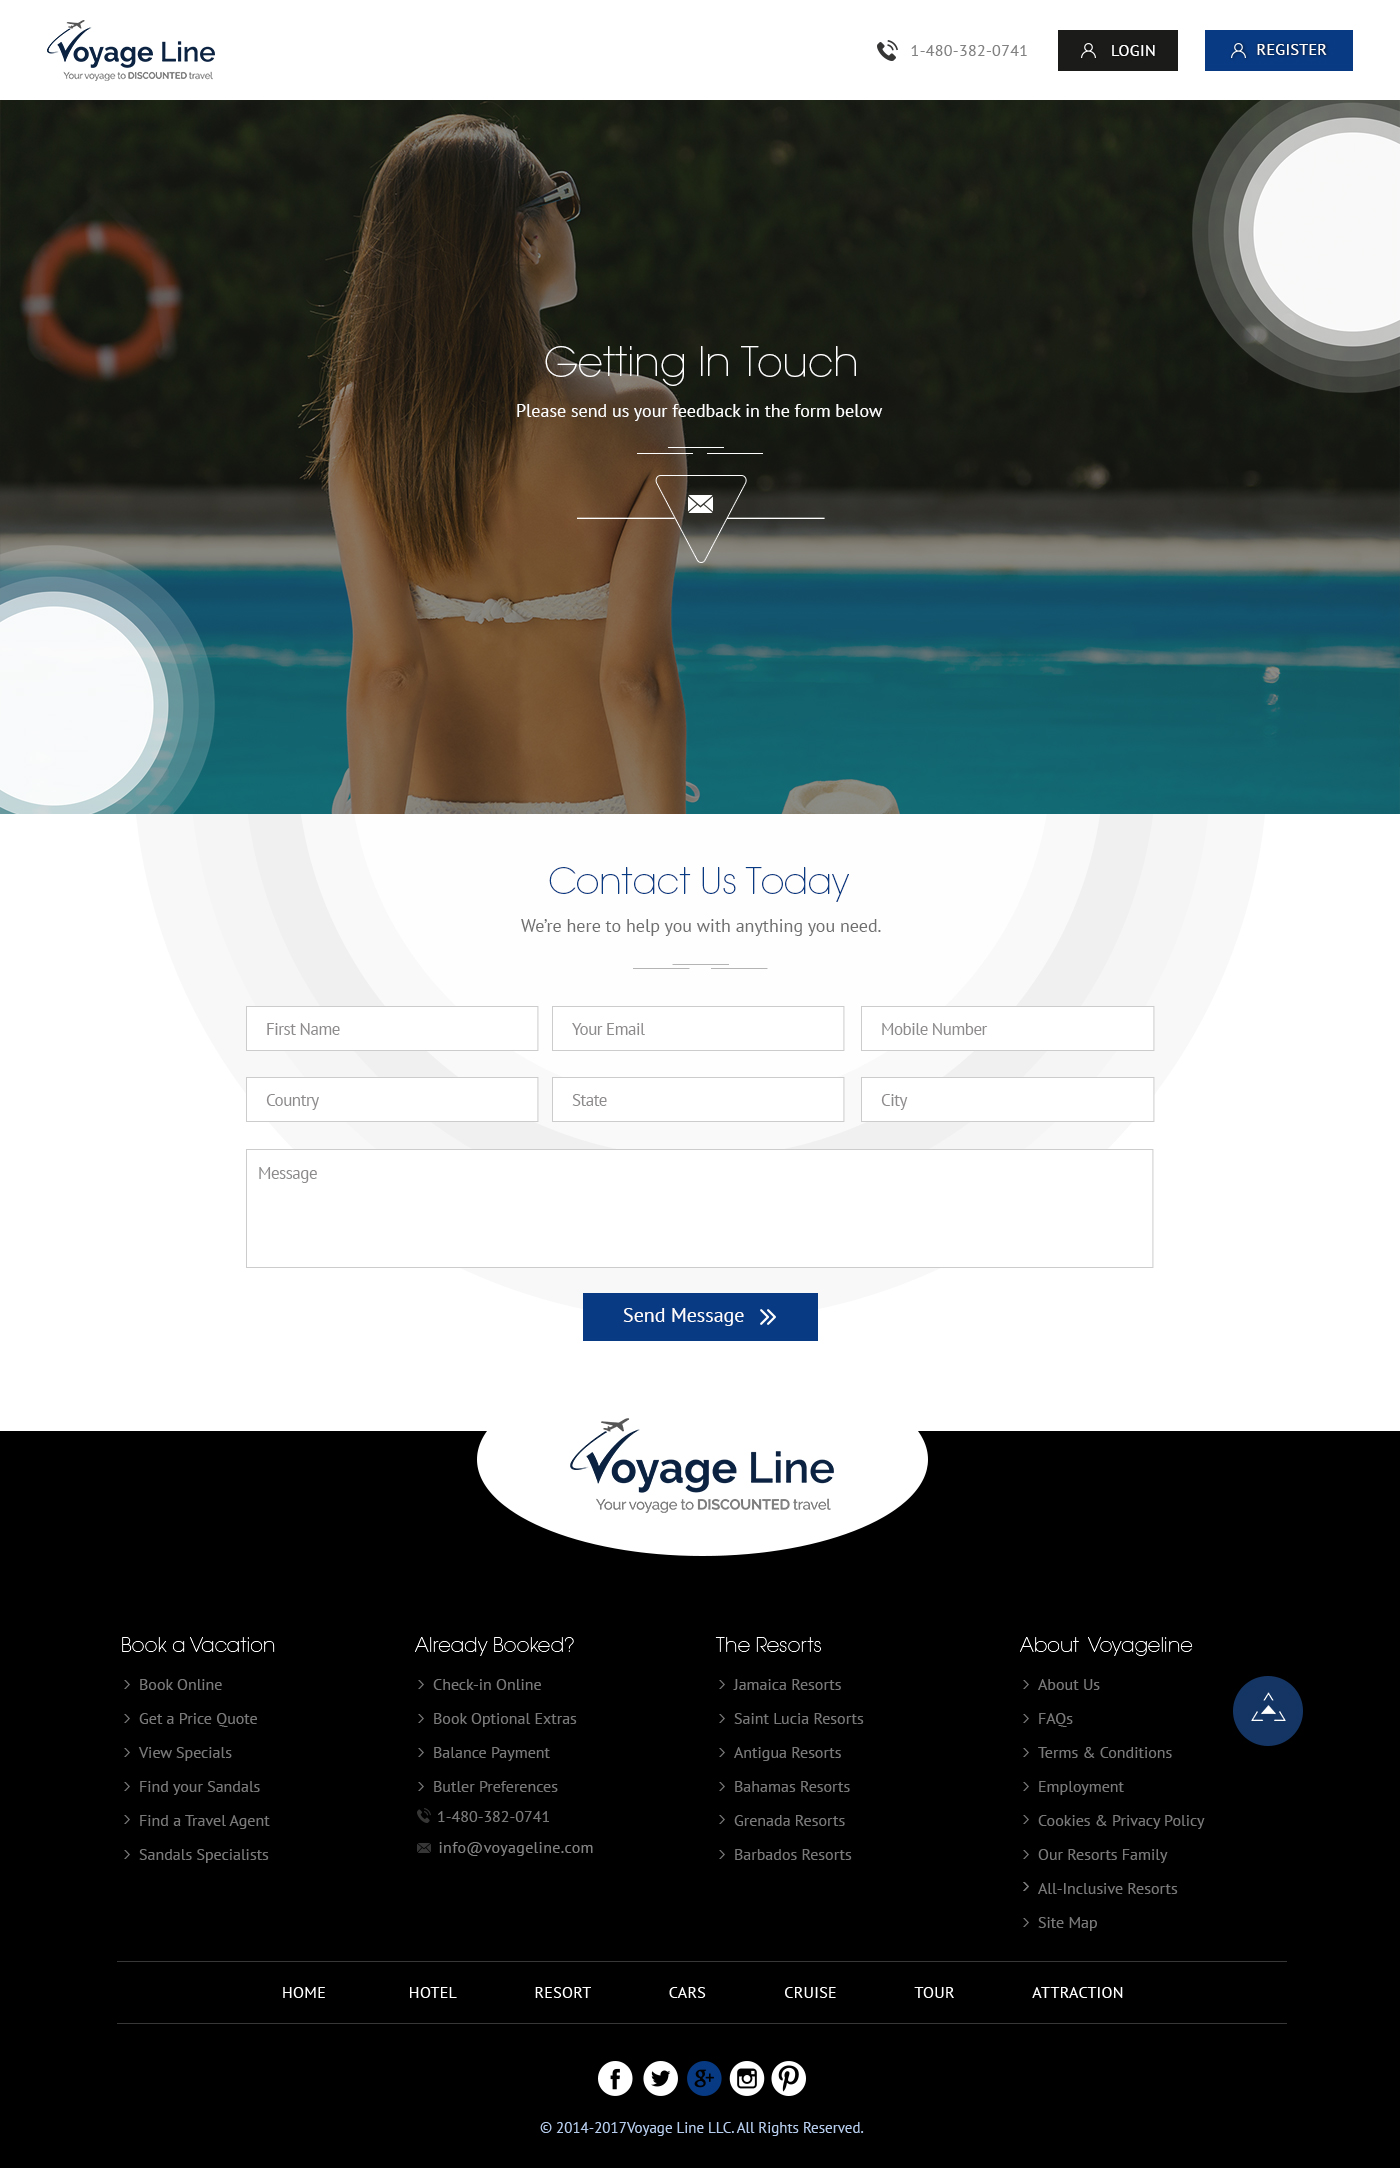 Voyage Line
Your voyage to DISCOUNTED travel
1-480-382-0741
LOGIN
REGISTER
Getting In Touch
Please send us your feedback in the form below
Contact Us Today
We're here to help you with anything you need.
First Name
Your Email
Mobile Number
Country
State
City
Message
Send Message
Voyage Line
Your voyage to DISCOUNTED travel
Book a Vacation
Book Online
Get a Price Quote
View Specials
Find your Sandals
Find a Travel Agent
Sandals Specialists
Already Booked?
Check-in Online
Book Optional Extras
Balance Payment
Butler Preferences
1-480-382-0741
info@voyageline.com
The Resorts
Jamaica Resorts
Saint Lucia Resorts
Antigua Resorts
Bahamas Resorts
Grenada Resorts
Barbados Resorts
About Voyageline
About Us
FAQs
Terms & Conditions
Employment
Cookies & Privacy Policy
Our Resorts Family
All-Inclusive Resorts
Site Map
HOME HOTEL RESORT CARS CRUISE TOUR ATTRACTION
© 2014-2017Voyage Line LLC. All Rights Reserved.